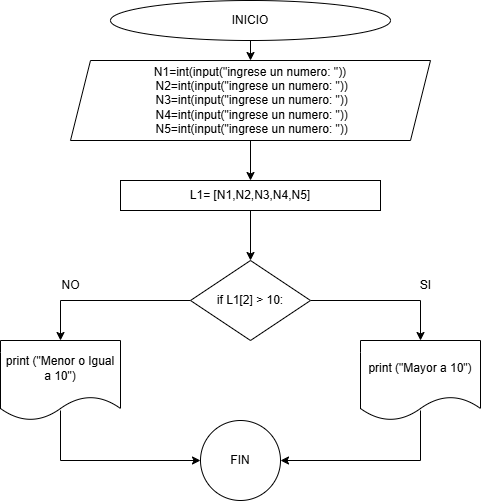 INICIO
N1=int(input("ingrese un numero: "))
N2=int(input("ingrese un numero: "))
N3=int(input("ingrese un numero: "))
N4=int(input("ingrese un numero: "))
N5=int(input("ingrese un numero: "))
L1= [N1,N2,N3,N4,N5]
if L1[2] > 10:
NO
SI
print ("Menor o Igual
a 10")
print ("Mayor a 10")
FIN